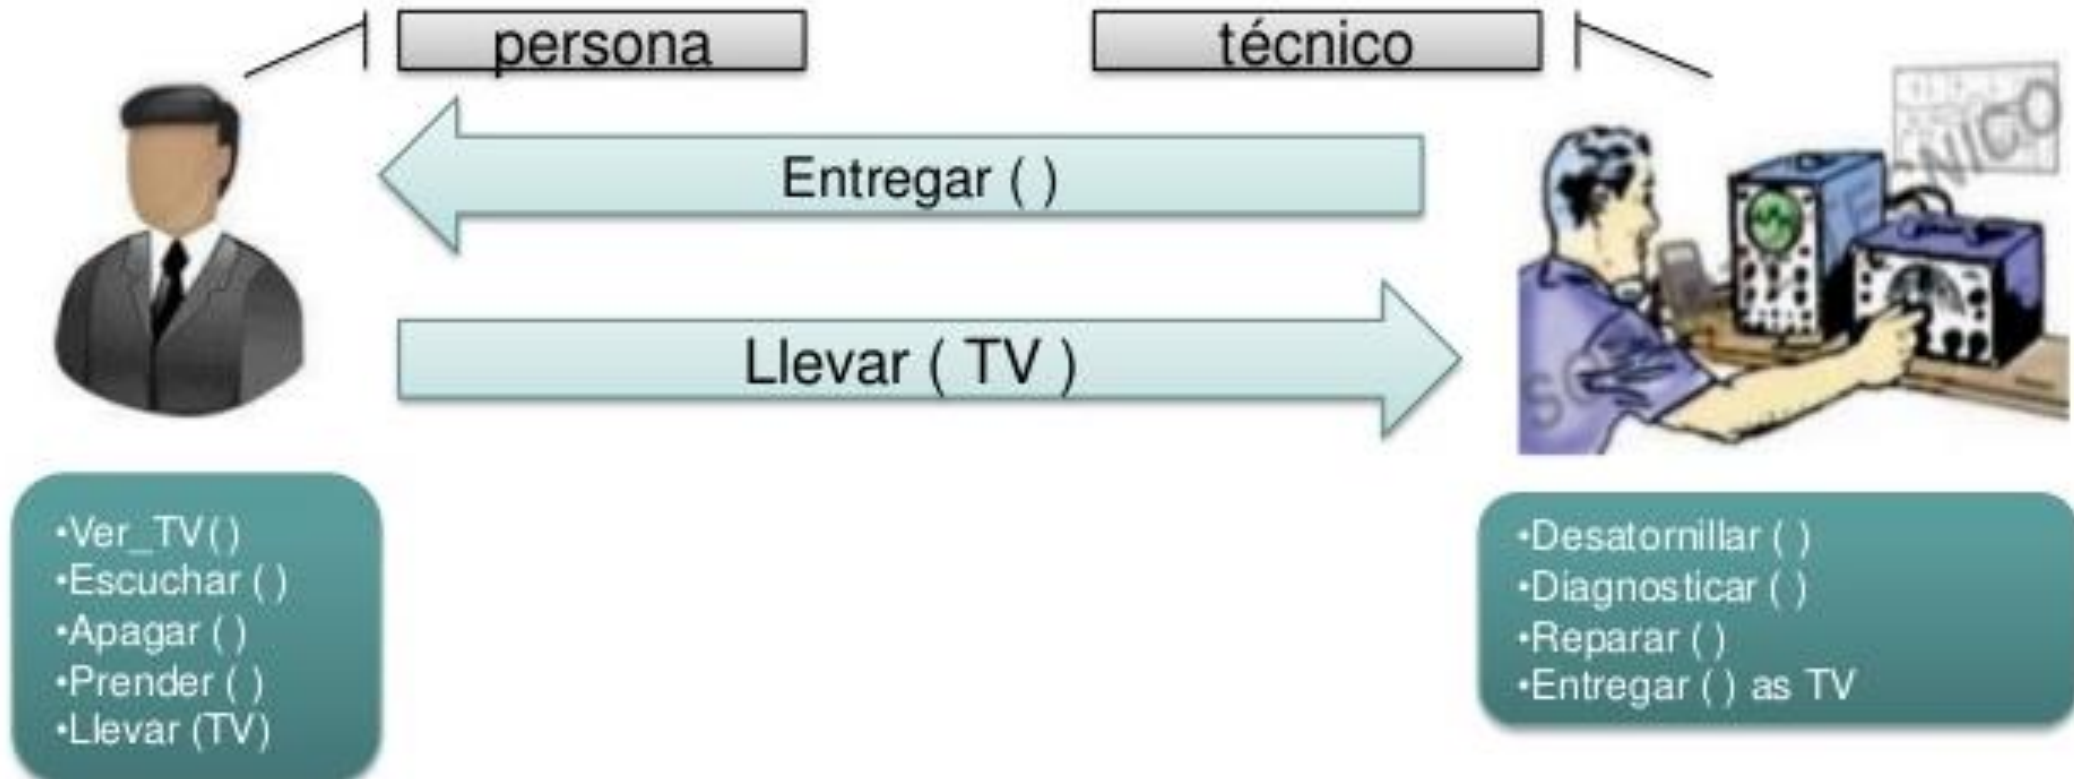 persona
técnico
Entregar ( )
Llevar ( TV )
•Ver_TV( )
•Escuchar ( )
•Apagar ( )
•Prender ( )
•Llevar (TV)
•Desatornillar ( )
•Diagnosticar ( )
•Reparar ( )
•Entregar ( ) as TV